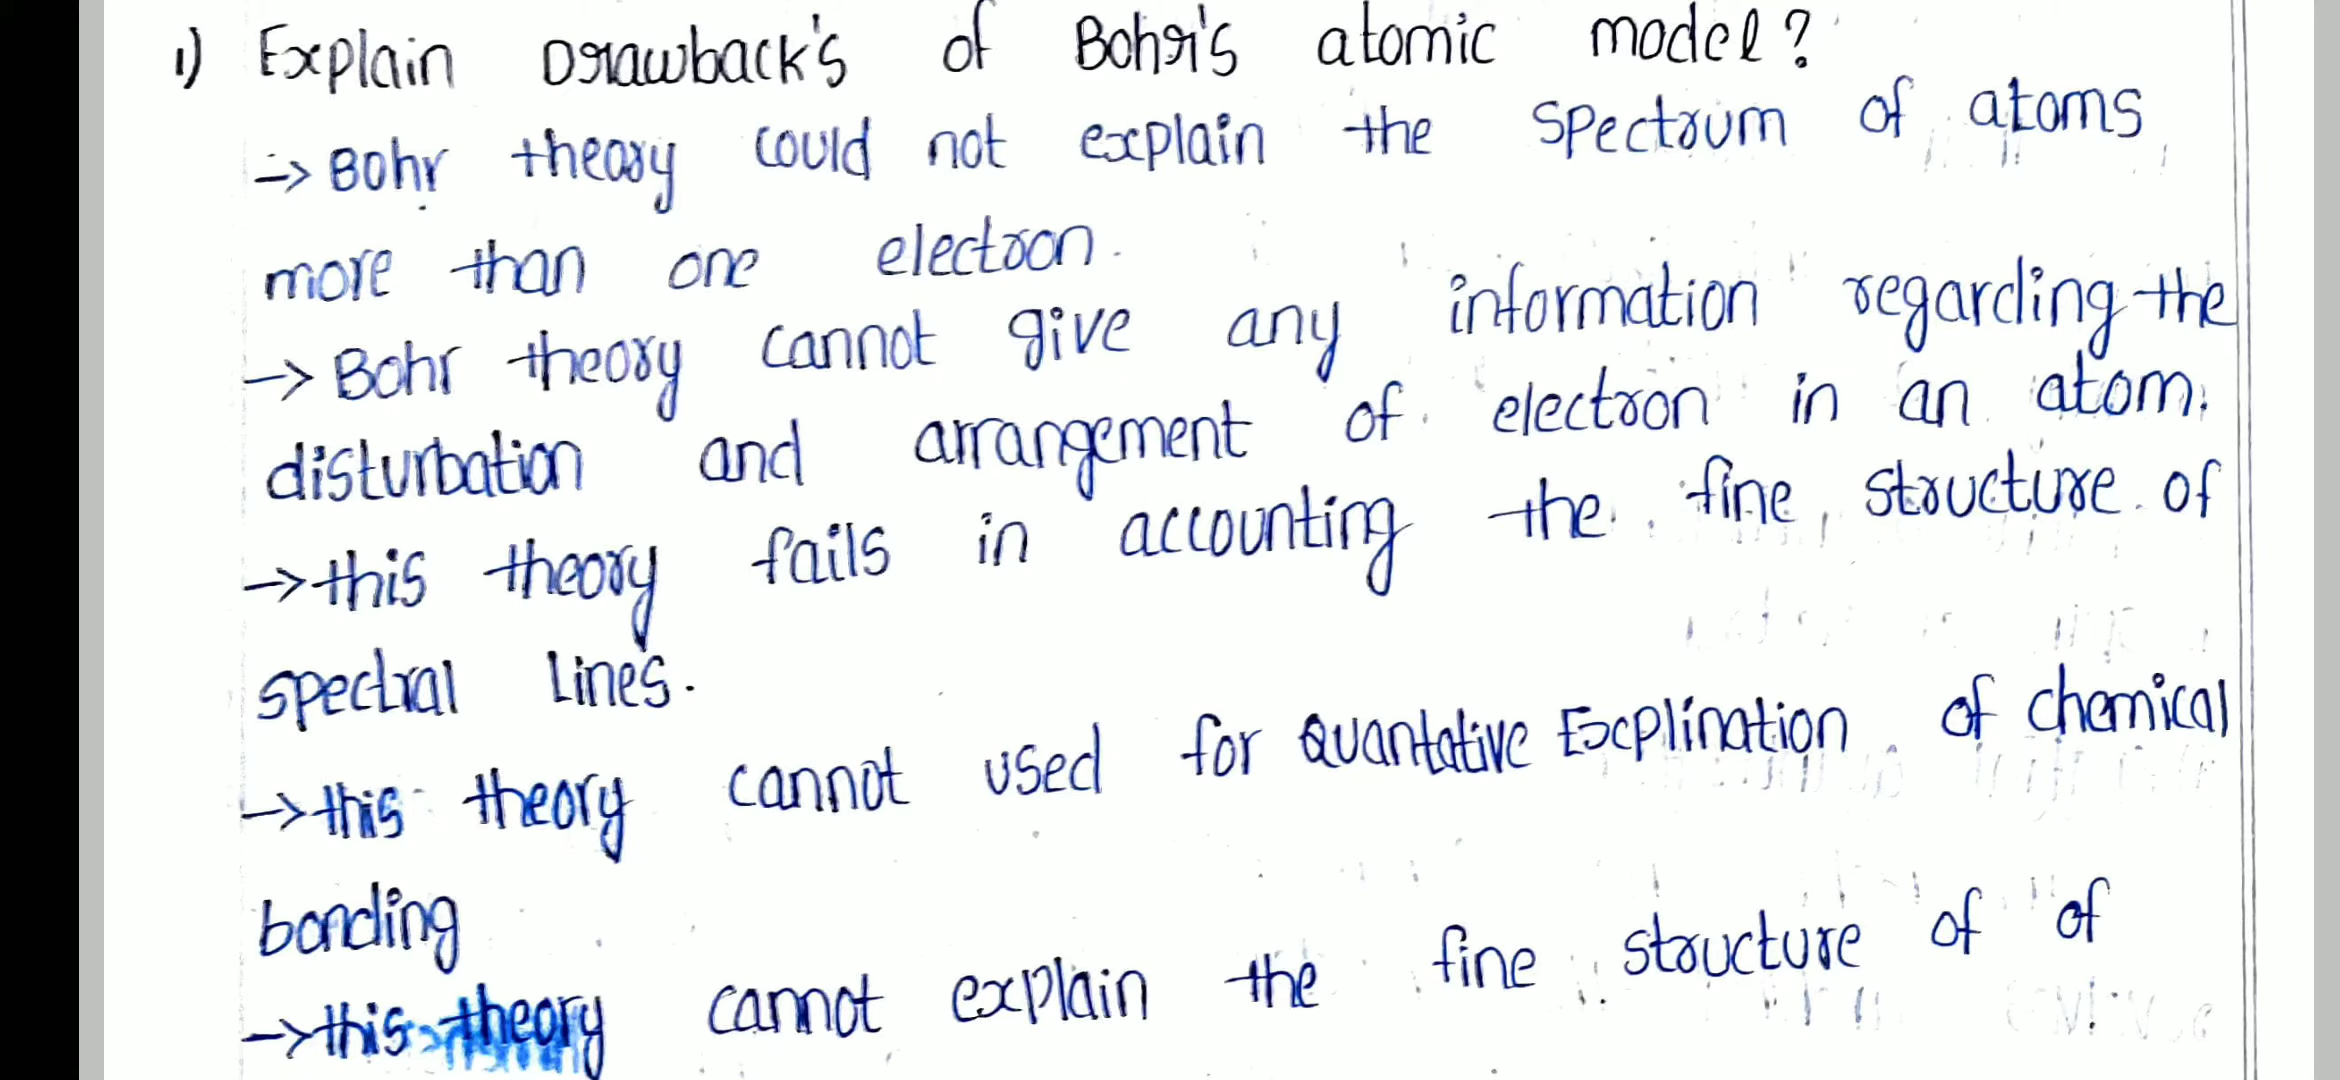 1) Explain Drawback's of Bohr's atomic model?
-> Bohr theory could not explain the spectrum of atoms
more than one electron.
-> Bohr theory cannot give any information regarding the
disturbation and arrangement of electron in an atom.
-> this theory fails in accounting the fine structure of
spectral Line's.
-> this theory cannot used for Quantative Explination of chemical
bonding
-> this theory cannot explain the fine structure of of